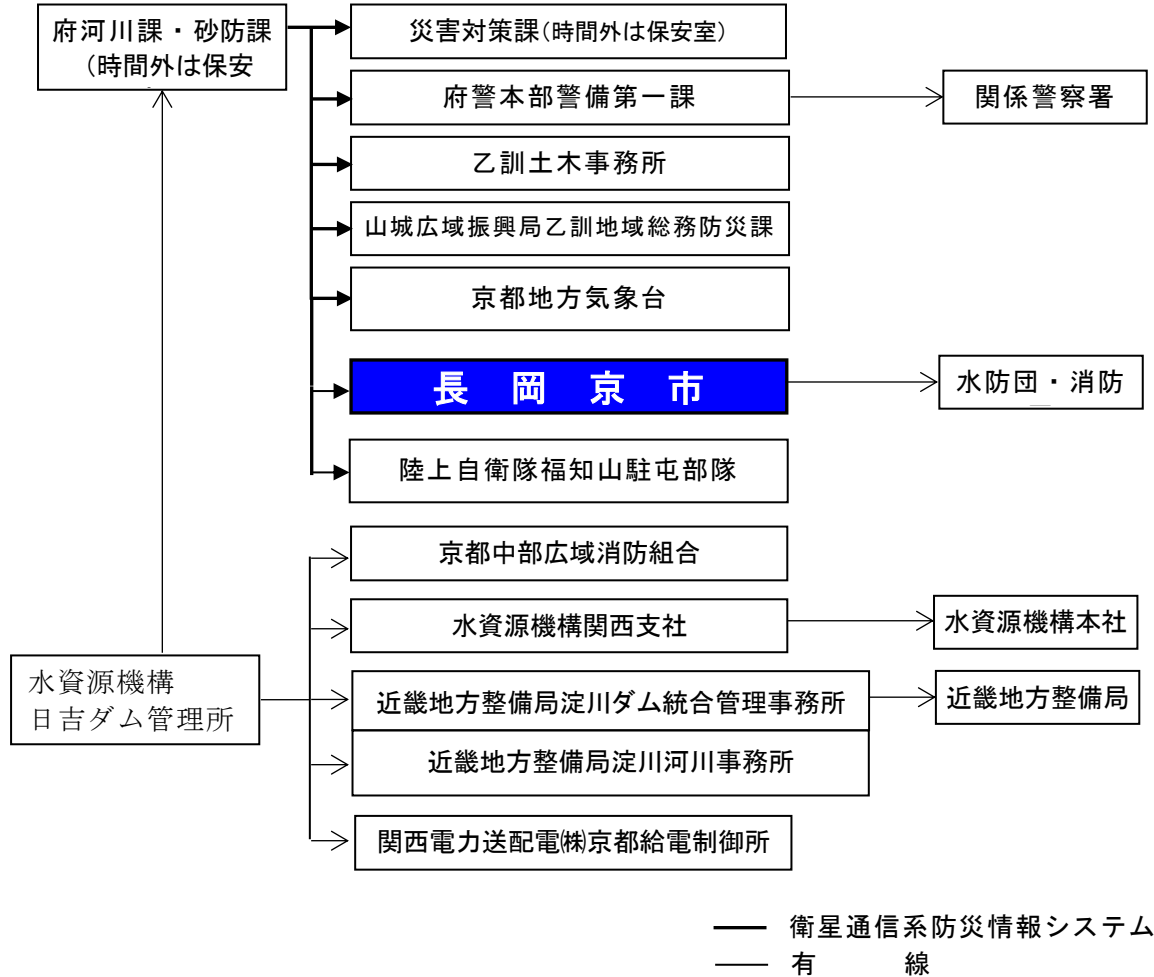 府河川課・砂防課
（時間外は保安
災害対策課（時間外は保安室）
府警本部警備第一課
関係警察署
乙訓土木事務所
山城広域振興局乙訓地域総務防災課
京都地方気象台
長岡京市
水防団・消防
陸上自衛隊福知山駐屯部隊
京都中部広域消防組合
水資源機構関西支社
水資源機構本社
水資源機構
日吉ダム管理所
近畿地方整備局淀川ダム統合管理事務所
近畿地方整備局
近畿地方整備局淀川河川事務所
関西電力送配電㈱京都給電制御所
衛星通信系防災情報システム
有　　　線